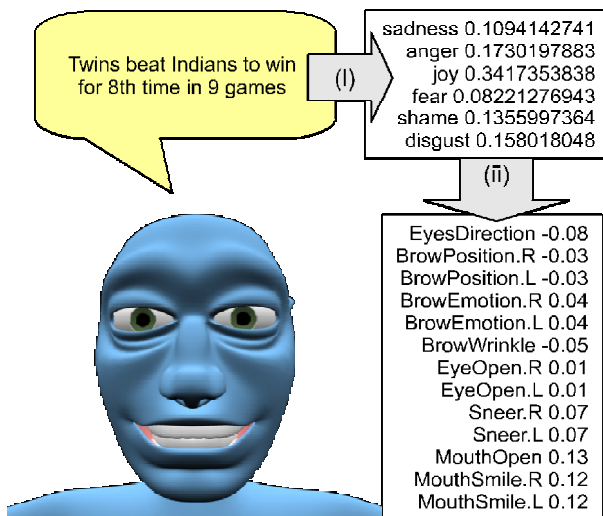 Twins beat Indians to win
for 8th time in 9 games
(I)
sadness 0.1094142741
anger 0.1730197883
joy 0.3417353838
fear 0.08221276943
shame 0.1355997364
disgust 0.158018048
(ii)
EyesDirection -0.08
BrowPosition.R -0.03
BrowPosition.L -0.03
BrowEmotion.R 0.04
BrowEmotion.L 0.04
BrowWrinkle -0.05
EyeOpen.R 0.01
EyeOpen.L 0.01
Sneer.R 0.07
Sneer.L 0.07
MouthOpen 0.13
MouthSmile.R 0.12
MouthSmile.L 0.12